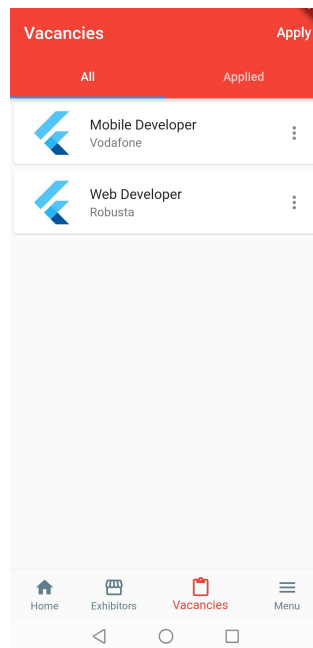 Vacancies
Apply
All
Applied
Mobile Developer
Vodafone
Web Developer
Robusta
Home
Exhibitors
Vacancies
Menu